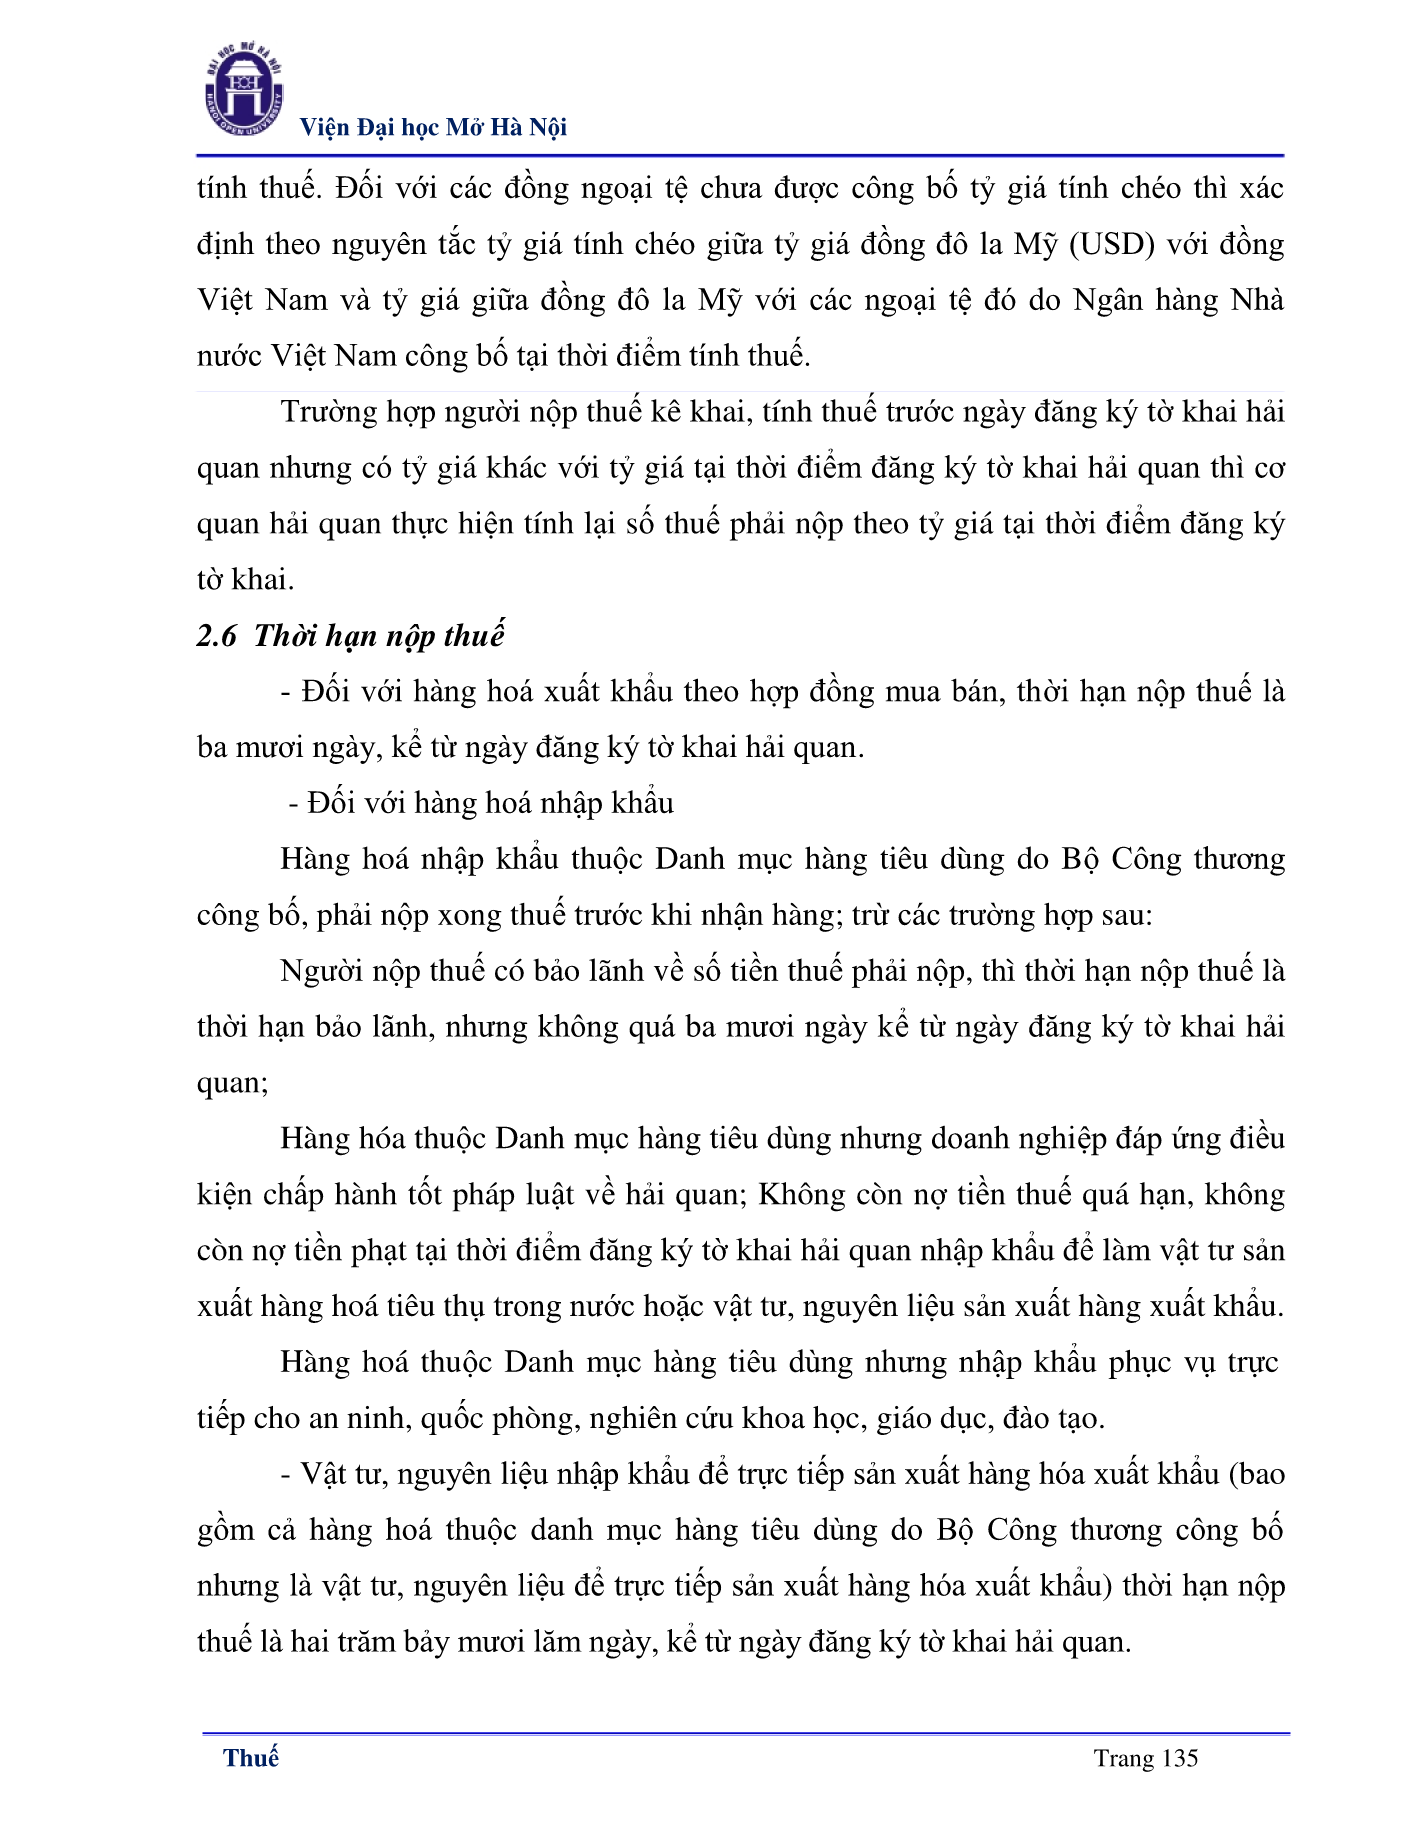 ĐẠI HỌC MỞ HÀ NỘI
HANOI OPEN UNIVERSITY
Viện Đại học Mở Hà Nội
tính thuế. Đối với các đồng ngoại tệ chưa được công bố tỷ giá tính chéo thì xác
định theo nguyên tắc tỷ giá tính chéo giữa tỷ giá đồng đô la Mỹ (USD) với đồng
Việt Nam và tỷ giá giữa đồng đô la Mỹ với các ngoại tệ đó do Ngân hàng Nhà
nước Việt Nam công bố tại thời điểm tính thuế.
Trường hợp người nộp thuế kê khai, tính thuế trước ngày đăng ký tờ khai hải
quan nhưng có tỷ giá khác với tỷ giá tại thời điểm đăng ký tờ khai hải quan thì cơ
quan hải quan thực hiện tính lại số thuế phải nộp theo tỷ giá tại thời điểm đăng ký
tờ khai.
2.6 Thời hạn nộp thuế
- Đối với hàng hoá xuất khẩu theo hợp đồng mua bán, thời hạn nộp thuế là
ba mươi ngày, kể từ ngày đăng ký tờ khai hải quan.
- Đối với hàng hoá nhập khẩu
Hàng hoá nhập khẩu thuộc Danh mục hàng tiêu dùng do Bộ Công thương
công bố, phải nộp xong thuế trước khi nhận hàng; trừ các trường hợp sau:
Người nộp thuế có bảo lãnh về số tiền thuế phải nộp, thì thời hạn nộp thuế là
thời hạn bảo lãnh, nhưng không quá ba mươi ngày kể từ ngày đăng ký tờ khai hải
quan;
Hàng hóa thuộc Danh mục hàng tiêu dùng nhưng doanh nghiệp đáp ứng điều
kiện chấp hành tốt pháp luật về hải quan; Không còn nợ tiền thuế quá hạn, không
còn nợ tiền phạt tại thời điểm đăng ký tờ khai hải quan nhập khẩu để làm vật tư sản
xuất hàng hoá tiêu thụ trong nước hoặc vật tư, nguyên liệu sản xuất hàng xuất khẩu.
Hàng hoá thuộc Danh mục hàng tiêu dùng nhưng nhập khẩu phục vụ trực
tiếp cho an ninh, quốc phòng, nghiên cứu khoa học, giáo dục, đào tạo.
- Vật tư, nguyên liệu nhập khẩu để trực tiếp sản xuất hàng hóa xuất khẩu (bao
gồm cả hàng hoá thuộc danh mục hàng tiêu dùng do Bộ Công thương công bố
nhưng là vật tư, nguyên liệu để trực tiếp sản xuất hàng hóa xuất khẩu) thời hạn nộp
thuế là hai trăm bảy mươi lăm ngày, kể từ ngày đăng ký tờ khai hải quan.
Thuế
Trang 135